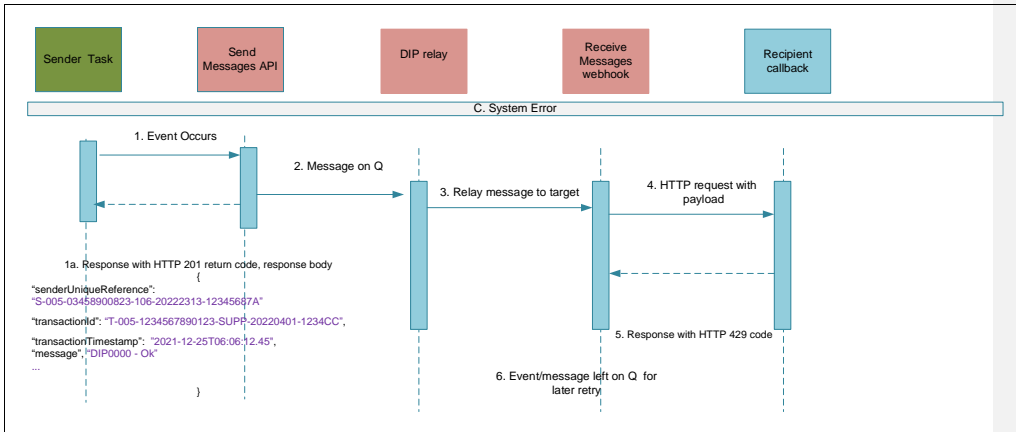 Sender Task
Send
Messages API
DIP relay
Receive
Messages
webhook
Recipient
callback
C. System Error
1. Event Occurs
2. Message on Q
3. Relay message to target
4. HTTP request with
payload
1a. Response with HTTP 201 return code, response body
{
“senderUniqueReference”:
“S-005-03458900823-106-20222313-12345687A”
“transactionId”: “T-005-1234567890123-SUPP-20220401-1234CC”,
“transactionTimestamp”: “2021-12-25T06:06:12.45”,
“message”, “DIP0000 - Ok”
...
}
5. Response with HTTP 429 code
6. Event/message left on Q for
later retry